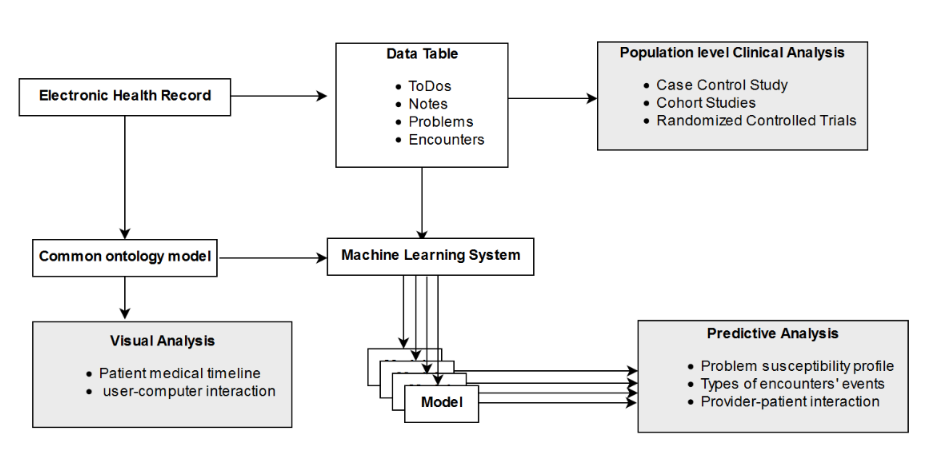 Electronic Health Record
Data Table
• ToDos
• Notes
• Problems
• Encounters
Population level Clinical Analysis
• Case Control Study
• Cohort Studies
• Randomized Controlled Trials
Common ontology model
Machine Learning System
Visual Analysis
• Patient medical timeline
• user-computer interaction
Model
Predictive Analysis
• Problem susceptibility profile
• Types of encounters' events
• Provider-patient interaction